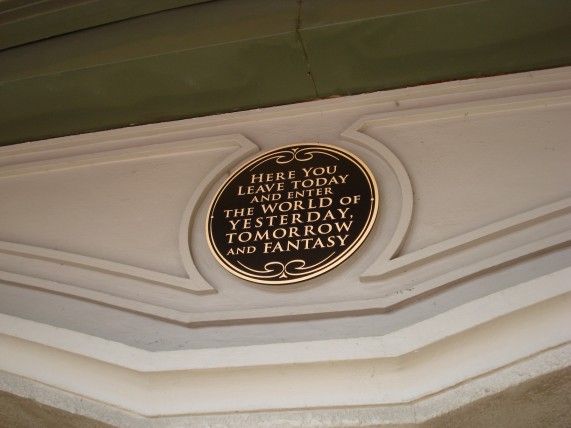 Here You
Leave Today
and enter
the World of
Yesterday,
Tomorrow
and Fantasy